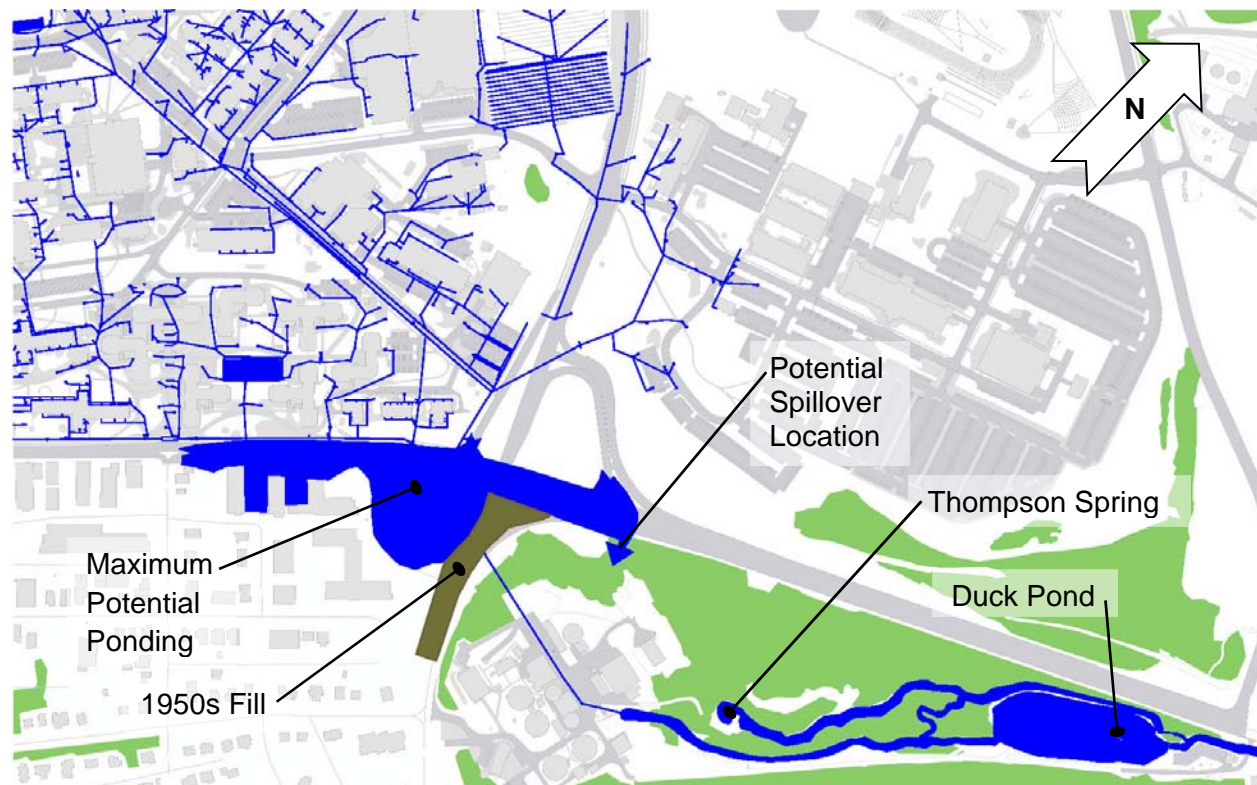 N
Potential
Spillover
Location
Thompson Spring
Duck Pond
Maximum
Potential
Ponding
1950s Fill